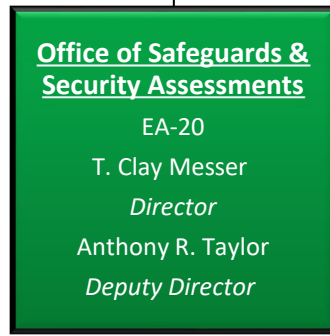 Office of Safeguards &
Security Assessments
EA-20
T. Clay Messer
Director
Anthony R. Taylor
Deputy Director